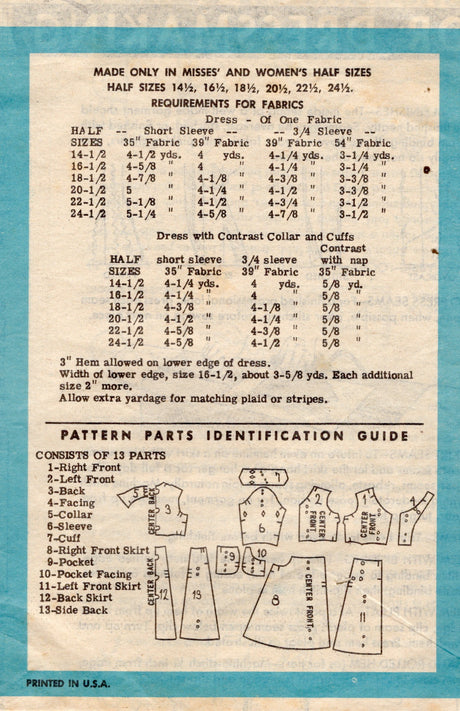 MADE ONLY IN MISSES' AND WOMEN'S HALF SIZES
HALF SIZES 14½, 16½, 18½, 20½, 22½, 24½.
REQUIREMENTS FOR FABRICS
Dress - Of One Fabric
HALF -- Short Sleeve -- -- 3/4 Sleeve --
SIZES 35" Fabric 39" Fabric 39" Fabric 54" Fabric
14-1/2 4-1/2 yds. 4 yds. 4-1/4 yds. 3-1/4 yds.
16-1/2 4-5/8 " 4 " 4-1/4 " 3-1/4 "
18-1/2 4-7/8 " 4-1/8 " 4-3/8 " 3-3/8 "
20-1/2 5 " 4-1/4 " 4-3/8 " 3-3/8 "
22-1/2 5-1/8 " 4-1/2 " 4-3/4 " 3-1/2 "
24-1/2 5-1/4 " 4-5/8 " 4-7/8 " 3-1/2 "
Dress with Contrast Collar and Cuffs
Contrast
HALF short sleeve 3/4 sleeve with nap
SIZES 35" Fabric 39" Fabric 35" Fabric
14-1/2 4-1/4 yds. 4 yds. 5/8 yd.
16-1/2 4-1/4 " 4 " 5/8 "
18-1/2 4-3/8 " 4-1/8 " 5/8 "
20-1/2 4-1/2 " 4-1/4 " 5/8 "
22-1/2 4-5/8 " 4-3/8 " 5/8 "
24-1/2 4-5/8 " 4-1/2 " 5/8 "
3" Hem allowed on lower edge of dress.
Width of lower edge, size 16-1/2, about 3-5/8 yds. Each additional
size 2" more.
Allow extra yardage for matching plaid or stripes.
PATTERN PARTS IDENTIFICATION GUIDE
CONSISTS OF 13 PARTS
1-Right Front
2-Left Front
3-Back
4-Facing
5-Collar
6-Sleeve
7-Cuff
8-Right Front Skirt
9-Pocket
10-Pocket Facing
11-Left Front Skirt
12-Back Skirt
13-Side Back
7
5
CENTER BACK
3
6
2
CENTER FRONT
1
CENTER FRONT
4
CENTER BACK
12
13
9
10
8
CENTER FRONT
11
PRINTED IN U.S.A.